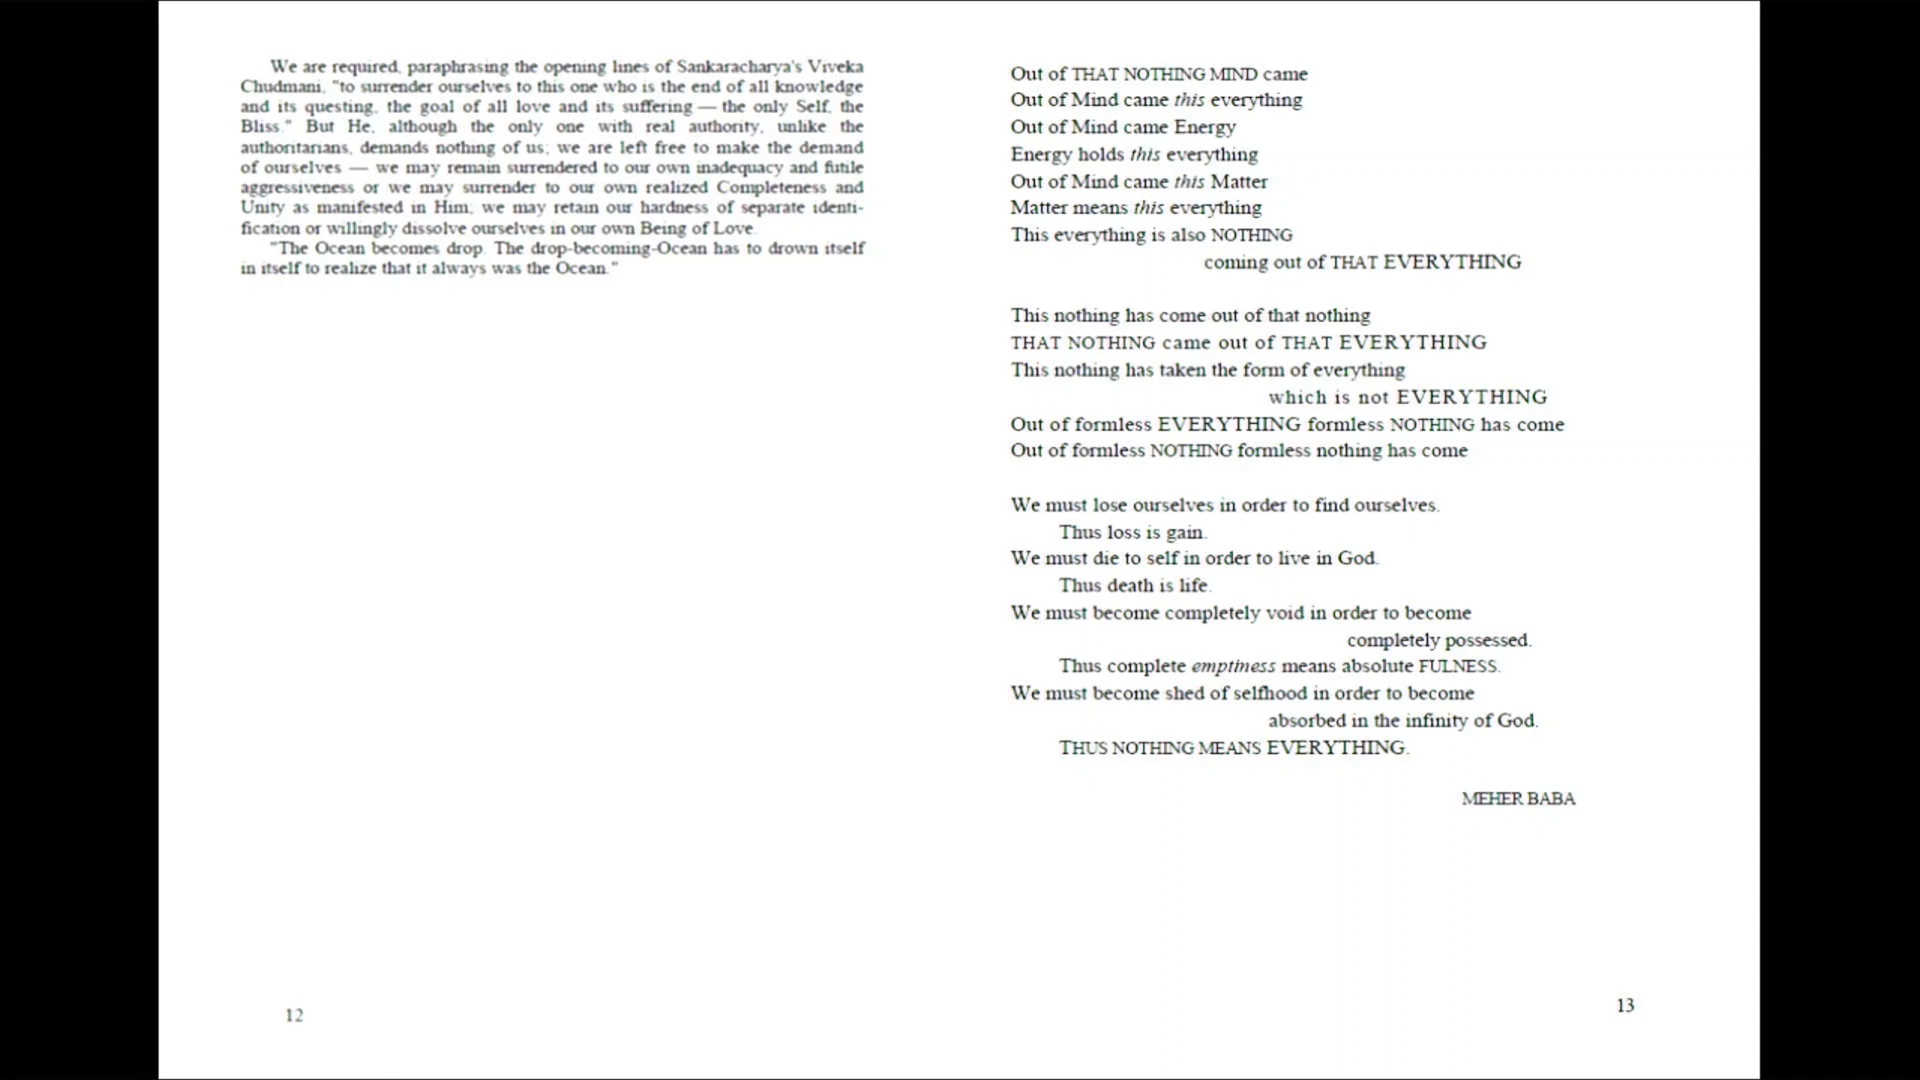 We are required, paraphrasing the opening lines of Sankaracharya's Viveka
Chudmani, "to surrender ourselves to this one who is the end of all knowledge
and its questing, the goal of all love and its suffering — the only Self, the
Bliss." But He, although the only one with real authority, unlike the
authoritarians, demands nothing of us; we are left free to make the demand
of ourselves — we may remain surrendered to our own inadequacy and futile
aggressiveness or we may surrender to our own realized Completeness and
Unity as manifested in Him; we may retain our hardness of separate identi-
fication or willingly dissolve ourselves in our own Being of Love.
"The Ocean becomes drop. The drop-becoming-Ocean has to drown itself
in itself to realize that it always was the Ocean."
12
Out of THAT NOTHING MIND came
Out of Mind came this everything
Out of Mind came Energy
Energy holds this everything
Out of Mind came this Matter
Matter means this everything
This everything is also NOTHING
coming out of THAT EVERYTHING
This nothing has come out of that nothing
THAT NOTHING came out of THAT EVERYTHING
This nothing has taken the form of everything
which is not EVERYTHING
Out of formless EVERYTHING formless NOTHING has come
Out of formless NOTHING formless nothing has come
We must lose ourselves in order to find ourselves.
Thus loss is gain.
We must die to self in order to live in God.
Thus death is life.
We must become completely void in order to become
completely possessed.
Thus complete emptiness means absolute FULNESS.
We must become shed of selfhood in order to become
absorbed in the infinity of God.
THUS NOTHING MEANS EVERYTHING.
MEHER BABA
13